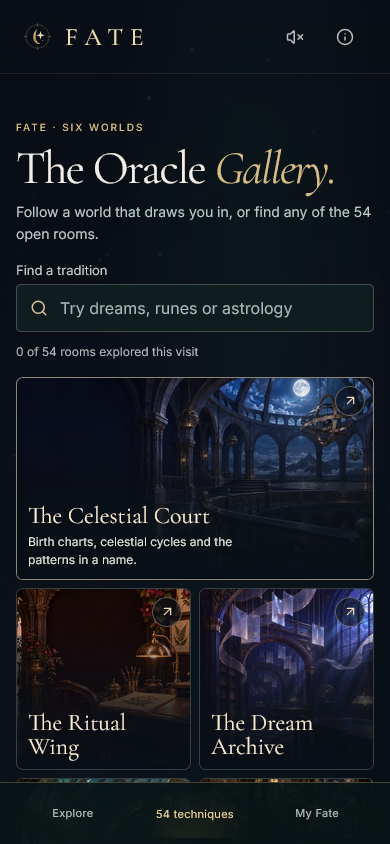 FATE
FATE · SIX WORLDS
The Oracle Gallery.
Follow a world that draws you in, or find any of the 54
open rooms.
Find a tradition
Try dreams, runes or astrology
0 of 54 rooms explored this visit
The Celestial Court
Birth charts, celestial cycles and the
patterns in a name.
The Ritual
Wing
The Dream
Archive
Explore
54 techniques
My Fate